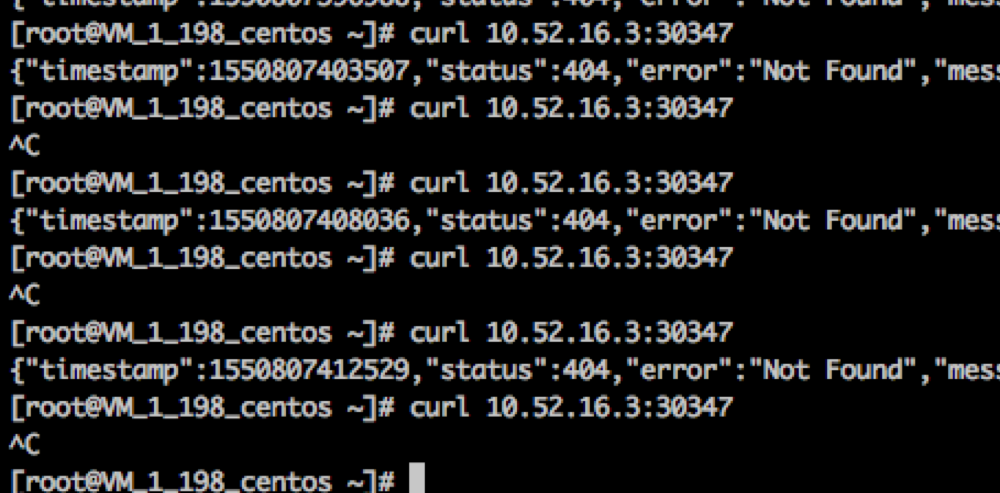 [root@VM_1_198_centos ~]# curl 10.52.16.3:30347
{"timestamp":1550807403507,"status":404,"error":"Not Found","mess
[root@VM_1_198_centos ~]# curl 10.52.16.3:30347
^C
[root@VM_1_198_centos ~]# curl 10.52.16.3:30347
{"timestamp":1550807408036,"status":404,"error":"Not Found","mess
[root@VM_1_198_centos ~]# curl 10.52.16.3:30347
^C
[root@VM_1_198_centos ~]# curl 10.52.16.3:30347
{"timestamp":1550807412529,"status":404,"error":"Not Found","mess
[root@VM_1_198_centos ~]# curl 10.52.16.3:30347
^C
[root@VM_1_198_centos ~]#